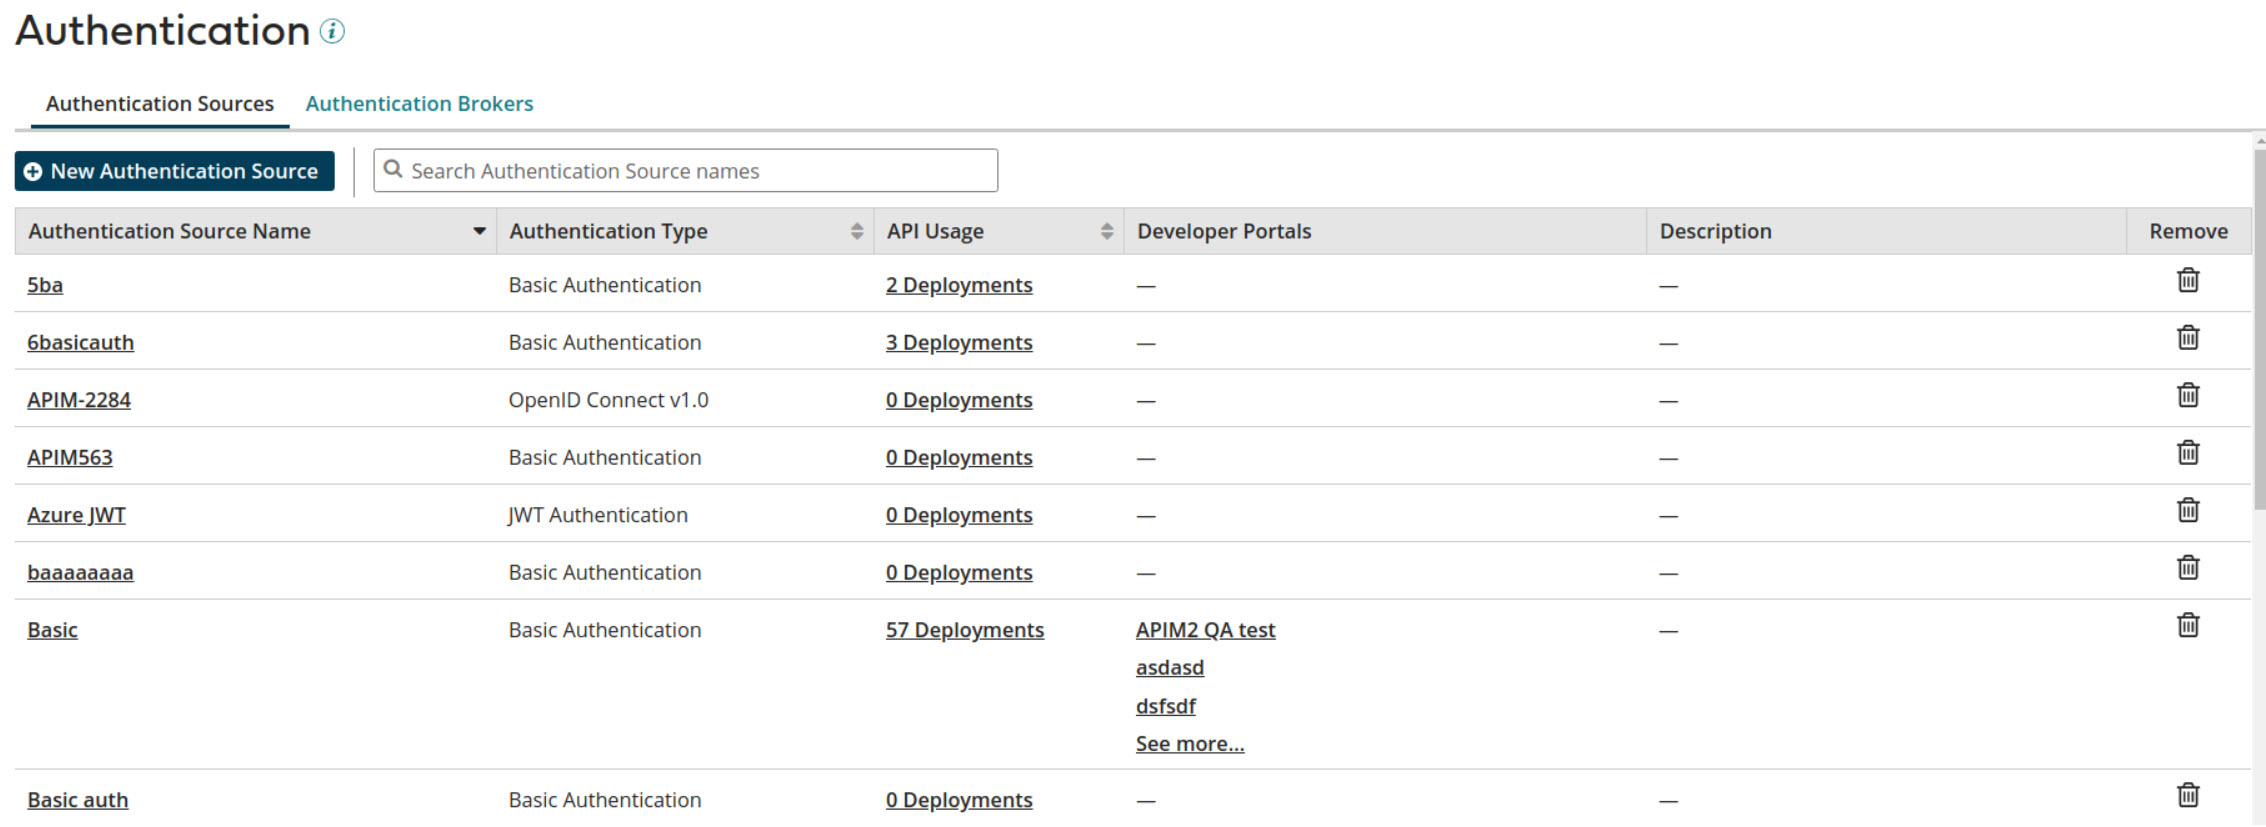 Authentication i
Authentication Sources Authentication Brokers
New Authentication Source Search Authentication Source names
Authentication Source Name Authentication Type API Usage Developer Portals Description Remove
5ba Basic Authentication 2 Deployments — —
6basicauth Basic Authentication 3 Deployments — —
APIM-2284 OpenID Connect v1.0 0 Deployments — —
APIM563 Basic Authentication 0 Deployments — —
Azure JWT JWT Authentication 0 Deployments — —
baaaaaaaa Basic Authentication 0 Deployments — —
Basic Basic Authentication 57 Deployments APIM2 QA test —
asdasd
dsfsdf
See more...
Basic auth Basic Authentication 0 Deployments — —